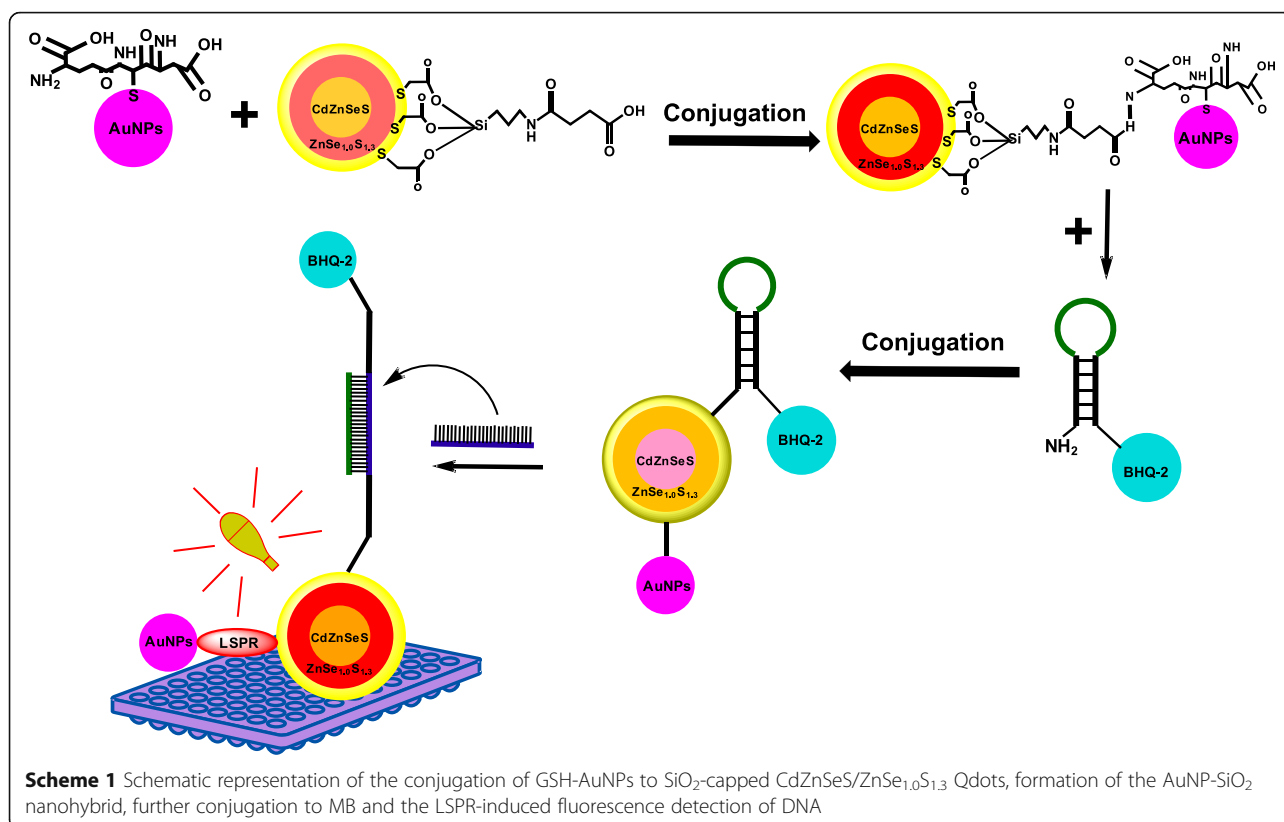 O OH O NH OH
NH
O
NH₂ O O
S
AuNPs
+
CdZnSeS
ZnSe₁.₀S₁.₃
S O
O
S O O
S O
O
Si
N
H
O
OH
O
Conjugation
CdZnSeS
ZnSe₁.₀S₁.₃
S O
O
S O O
S O
O
Si
N
H
O
O
H
N
O OH O NH OH
NH
O
O
S
AuNPs
+
BHQ-2
Conjugation
NH₂
BHQ-2
BHQ-2
CdZnSeS
ZnSe₁.₀S₁.₃
AuNPs
AuNPs
LSPR
CdZnSeS
ZnSe₁.₀S₁.₃
Scheme 1 Schematic representation of the conjugation of GSH-AuNPs to SiO₂-capped CdZnSeS/ZnSe₁.₀S₁.₃ Qdots, formation of the AuNP-SiO₂
nanohybrid, further conjugation to MB and the LSPR-induced fluorescence detection of DNA